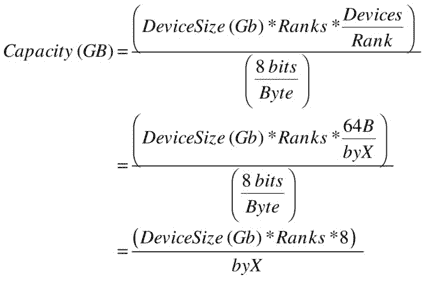 Capacity (GB) = (DeviceSize (Gb) * Ranks * Devices/Rank) / (8 bits/Byte)
= (DeviceSize (Gb) * Ranks * 64B/byX) / (8 bits/Byte)
= (DeviceSize (Gb) * Ranks * 8) / byX